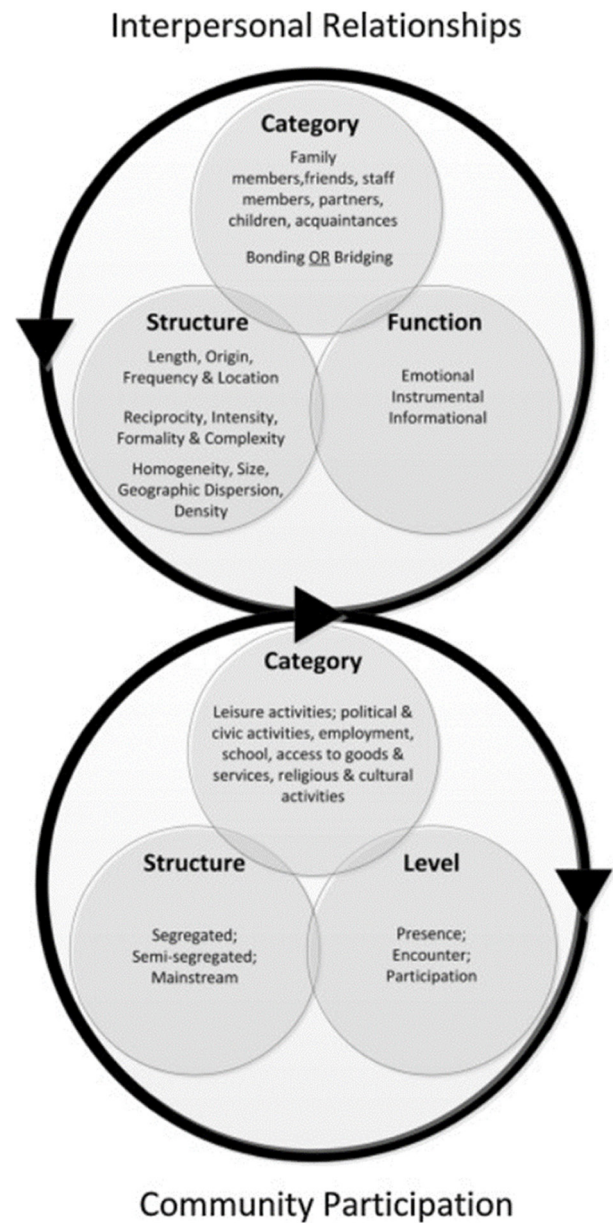 Interpersonal Relationships
Category
Family
members,friends, staff
members, partners,
children, acquaintances
Bonding OR Bridging
Structure
Length, Origin,
Frequency & Location
Reciprocity, Intensity,
Formality & Complexity
Homogeneity, Size,
Geographic Dispersion,
Density
Function
Emotional
Instrumental
Informational
Category
Leisure activities; political &
civic activities, employment,
school, access to goods &
services, religious & cultural
activities
Structure
Segregated;
Semi-segregated;
Mainstream
Level
Presence;
Encounter;
Participation
Community Participation